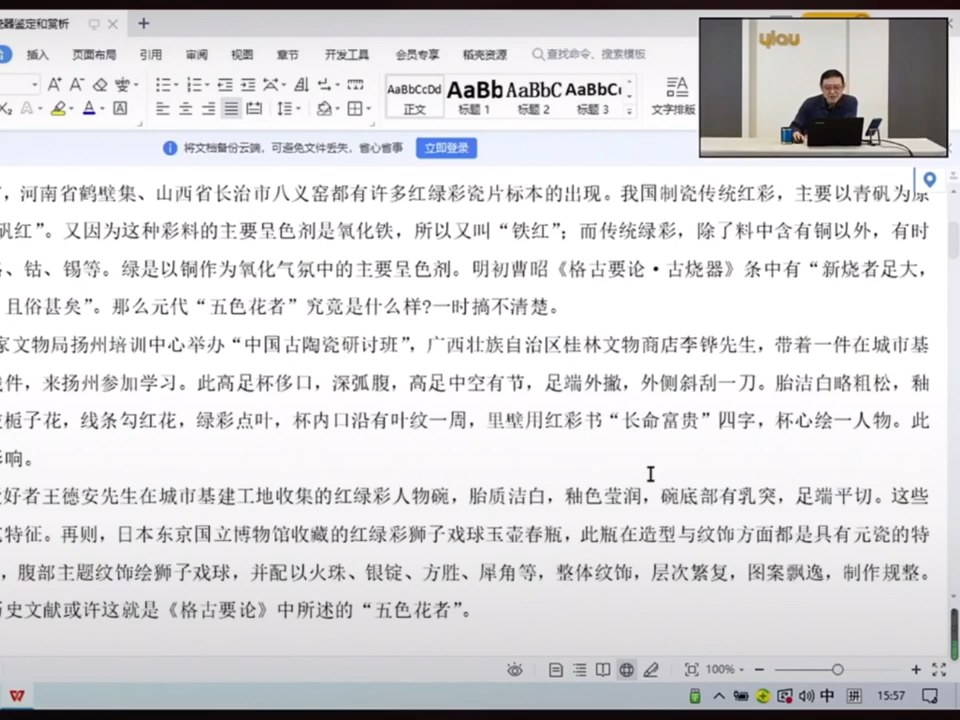 瓷器鉴定和赏析
yiou
插入 页面布局 引用 审阅 视图 章节 开发工具 会员专享 稻壳资源 查找命令、搜索模板
AaBbCcDd AaBb AaBbC AaBbC
正文 标题 1 标题 2 标题 3 文字排版
将文档备份云端，可避免文件丢失，省心省事 立即登录
，河南省鹤壁集、山西省长治市八义窑都有许多红绿彩瓷片标本的出现。我国制瓷传统红彩，主要以青矾为原
矾红”。又因为这种彩料的主要呈色剂是氧化铁，所以又叫“铁红”；而传统绿彩，除了料中含有铜以外，有时
、钴、锡等。绿是以铜作为氧化气氛中的主要呈色剂。明初曹昭《格古要论·古烧器》条中有“新烧者足大，
且俗甚矣”。那么元代“五色花者”究竟是什么样?一时搞不清楚。
家文物局扬州培训中心举办“中国古陶瓷研讨班”，广西壮族自治区桂林文物商店李铧先生，带着一件在城市基
件，来扬州参加学习。此高足杯侈口，深弧腹，高足中空有节，足端外撇，外侧斜刮一刀。胎洁白略粗松，釉
栀子花，线条勾红花，绿彩点叶，杯内口沿有叶纹一周，里壁用红彩书“长命富贵”四字，杯心绘一人物。此
影响。
好者王德安先生在城市基建工地收集的红绿彩人物碗，胎质洁白，釉色莹润，碗底部有乳突，足端平切。这些
特征。再则，日本东京国立博物馆收藏的红绿彩狮子戏球玉壶春瓶，此瓶在造型与纹饰方面都是具有元瓷的特
，腹部主题纹饰绘狮子戏球，并配以火珠、银锭、方胜、犀角等，整体纹饰，层次繁复，图案飘逸，制作规整。
历史文献或许这就是《格古要论》中所述的“五色花者”。
100%
中 拼 15:57